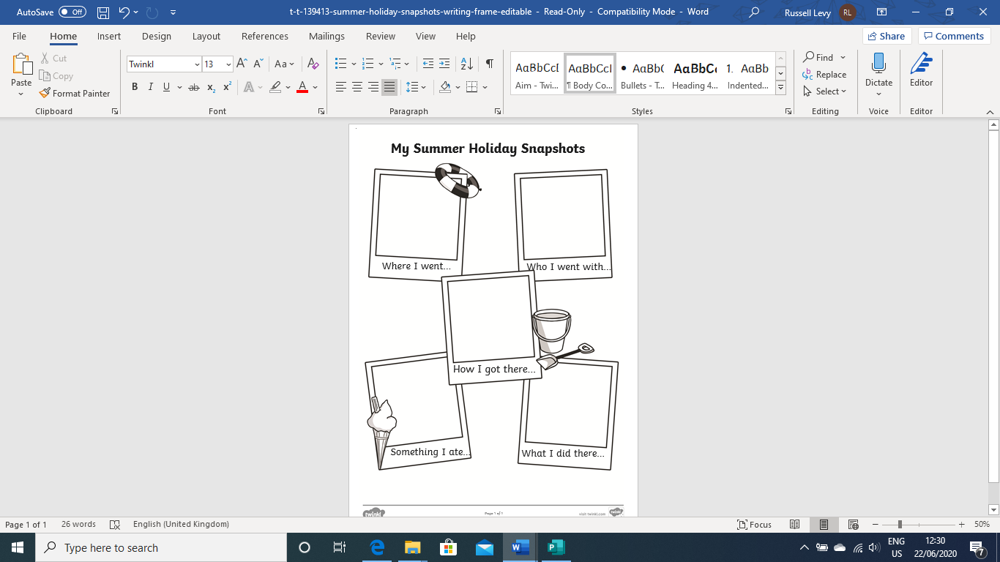 AutoSave Off t-t-139413-summer-holiday-snapshots-writing-frame-editable - Read-Only - Compatibility Mode - Word Russell Levy RL
File Home Insert Design Layout References Mailings Review View Help Share Comments
Paste
Cut
Copy
Format Painter
Clipboard
Twinkl 13 A A Aa A
B I U ab x2 x2 A A
Font
A Z ¶
Paragraph
AaBbCcI AaBbCcI • AaBbC AaBbC 1. AaBb
Aim - Twi... ¶ Body Co... Bullets - T... Heading 4... Indented...
Styles
Find
Replace
Select
Editing
Dictate
Voice
Editor
Editor
My Summer Holiday Snapshots
Where I went...
Who I went with...
How I got there...
Something I ate...
What I did there...
twinkl Page 1 of 1 visit twinkl.com twinkl
Page 1 of 1 26 words English (United Kingdom) Focus 50%
Type here to search
ENG
US
12:30
22/06/2020
7